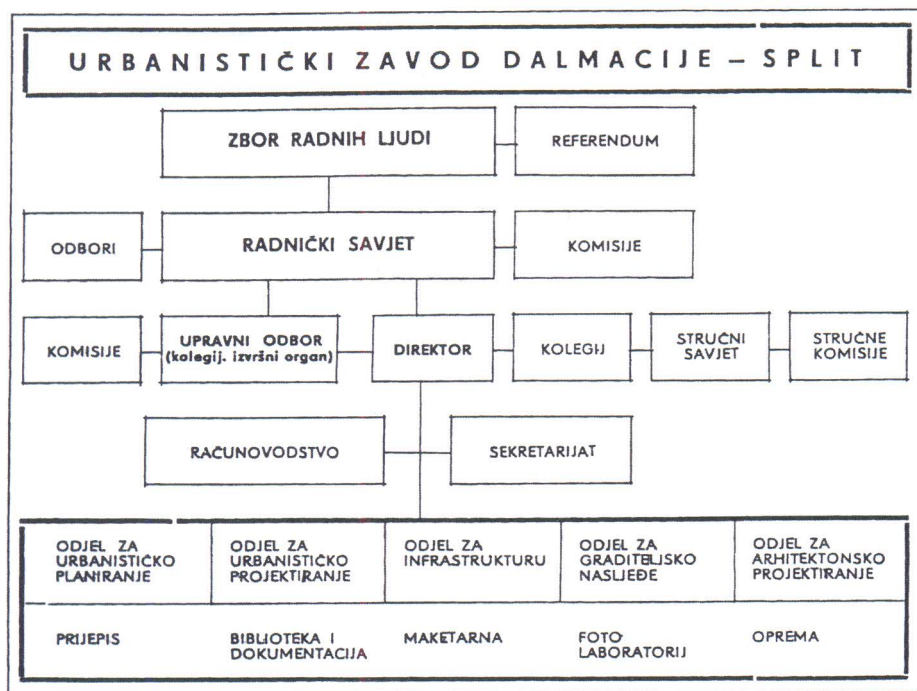 URBANISTIČKI ZAVOD DALMACIJE – SPLIT
ZBOR RADNIH LJUDI
REFERENDUM
ODBORI
RADNIČKI SAVJET
KOMISIJE
KOMISIJE
UPRAVNI ODBOR
(kolegij. izvršni organ)
DIREKTOR
KOLEGIJ
STRUČNI
SAVJET
STRUČNE
KOMISIJE
RAČUNOVODSTVO
SEKRETARIJAT
ODJEL ZA
URBANISTIČKO
PLANIRANJE
ODJEL ZA
URBANISTIČKO
PROJEKTIRANJE
ODJEL ZA
INFRASTRUKTURU
ODJEL ZA
GRADITELJSKO
NASLJEĐE
ODJEL ZA
ARHITEKTONSKO
PROJEKTIRANJE
PRIJEPIS
BIBLIOTEKA I
DOKUMENTACIJA
MAKETARNA
FOTO
LABORATORIJ
OPREMA